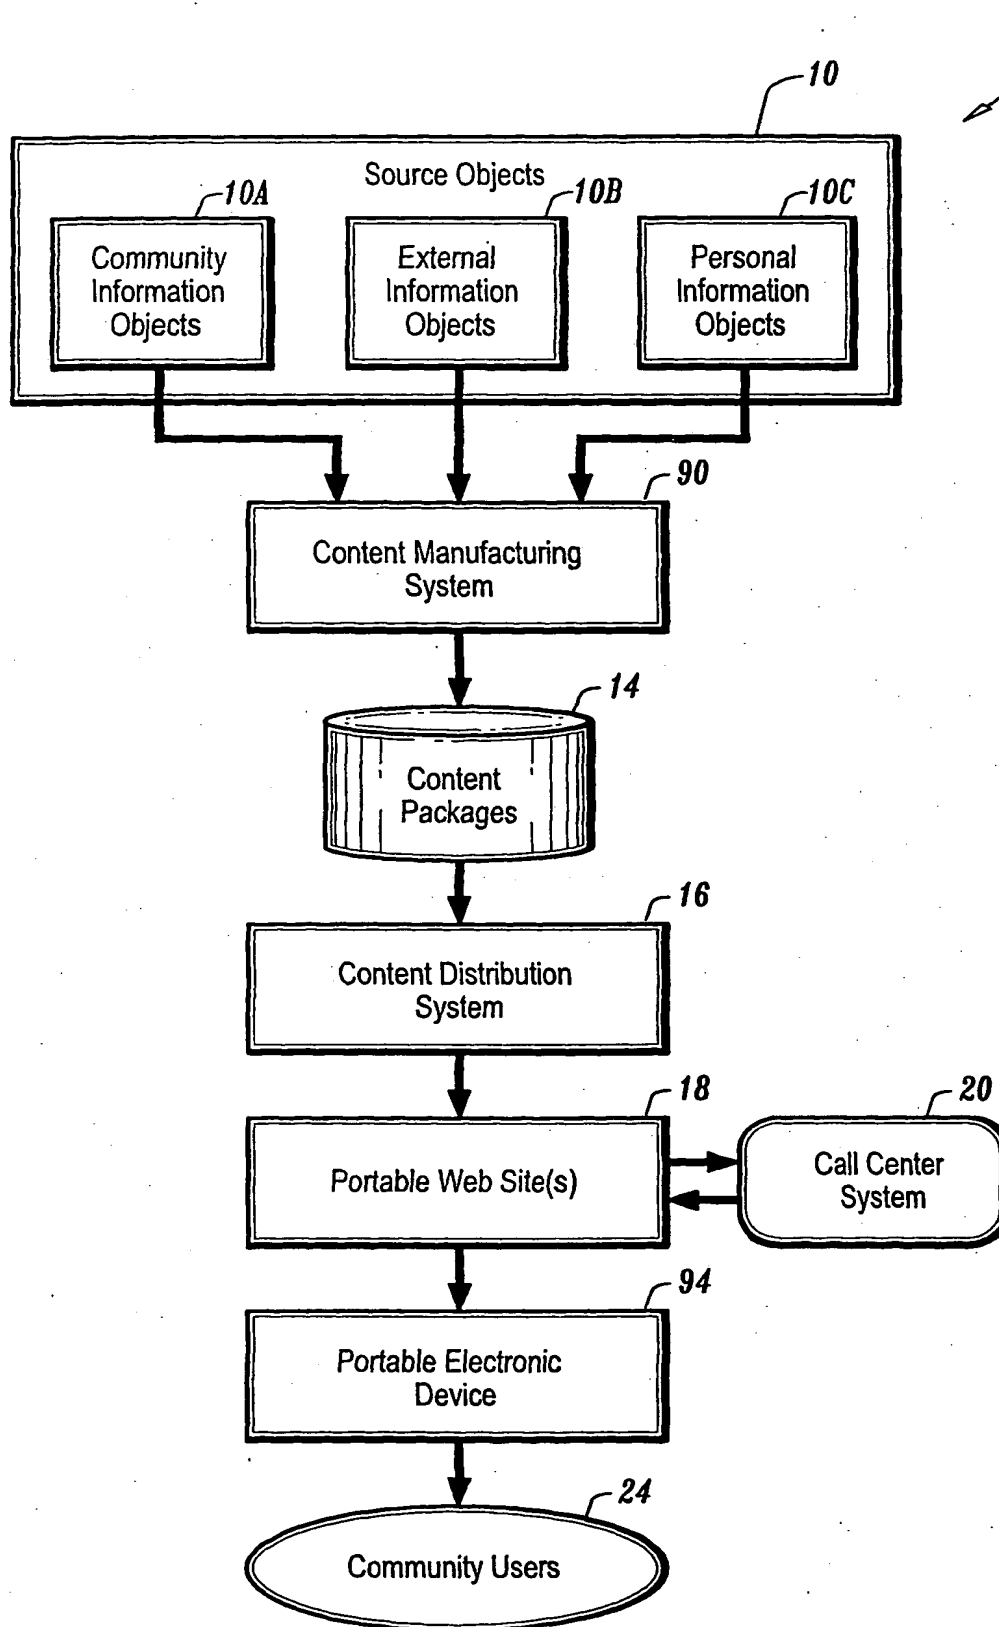 10
Source Objects
10A
10B
10C
Community
Information
Objects
External
Information
Objects
Personal
Information
Objects
90
Content Manufacturing
System
14
Content
Packages
16
Content Distribution
System
18
20
Portable Web Site(s)
Call Center
System
94
Portable Electronic
Device
24
Community Users